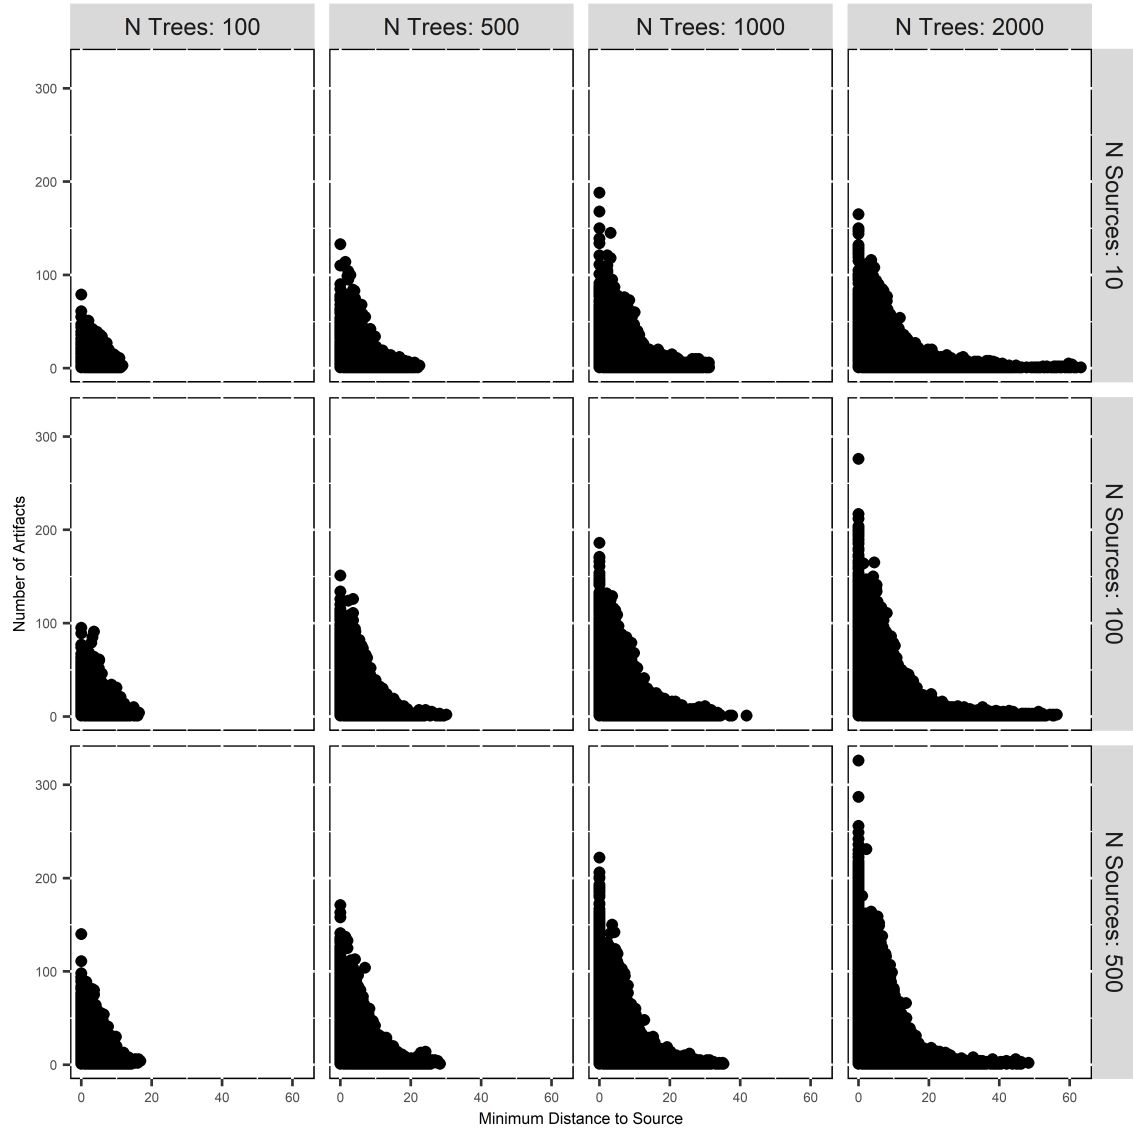 N Trees: 100
N Trees: 500
N Trees: 1000
N Trees: 2000
300
200
100
0
N Sources: 10
300
200
100
0
N Sources: 100
300
200
100
0
N Sources: 500
Number of Artifacts
0 20 40 60
0 20 40 60
0 20 40 60
0 20 40 60
Minimum Distance to Source